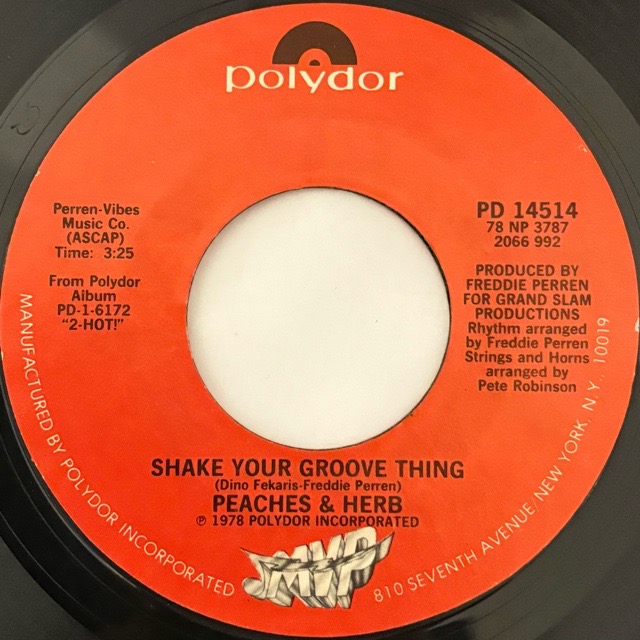 polydor
Perren-Vibes
Music Co.
(ASCAP)
Time: 3:25
From Polydor
Album
PD-1-6172
"2-HOT!"
PD 14514
78 NP 3787
2066 992
PRODUCED BY
FREDDIE PERREN
FOR GRAND SLAM
PRODUCTIONS
Rhythm arranged
by Freddie Perren
Strings and Horns
arranged by
Pete Robinson
SHAKE YOUR GROOVE THING
(Dino Fekaris-Freddie Perren)
PEACHES & HERB
℗ 1978 POLYDOR INCORPORATED
MVP
MANUFACTURED BY POLYDOR INCORPORATED
810 SEVENTH AVENUE/NEW YORK, N.Y., 10019